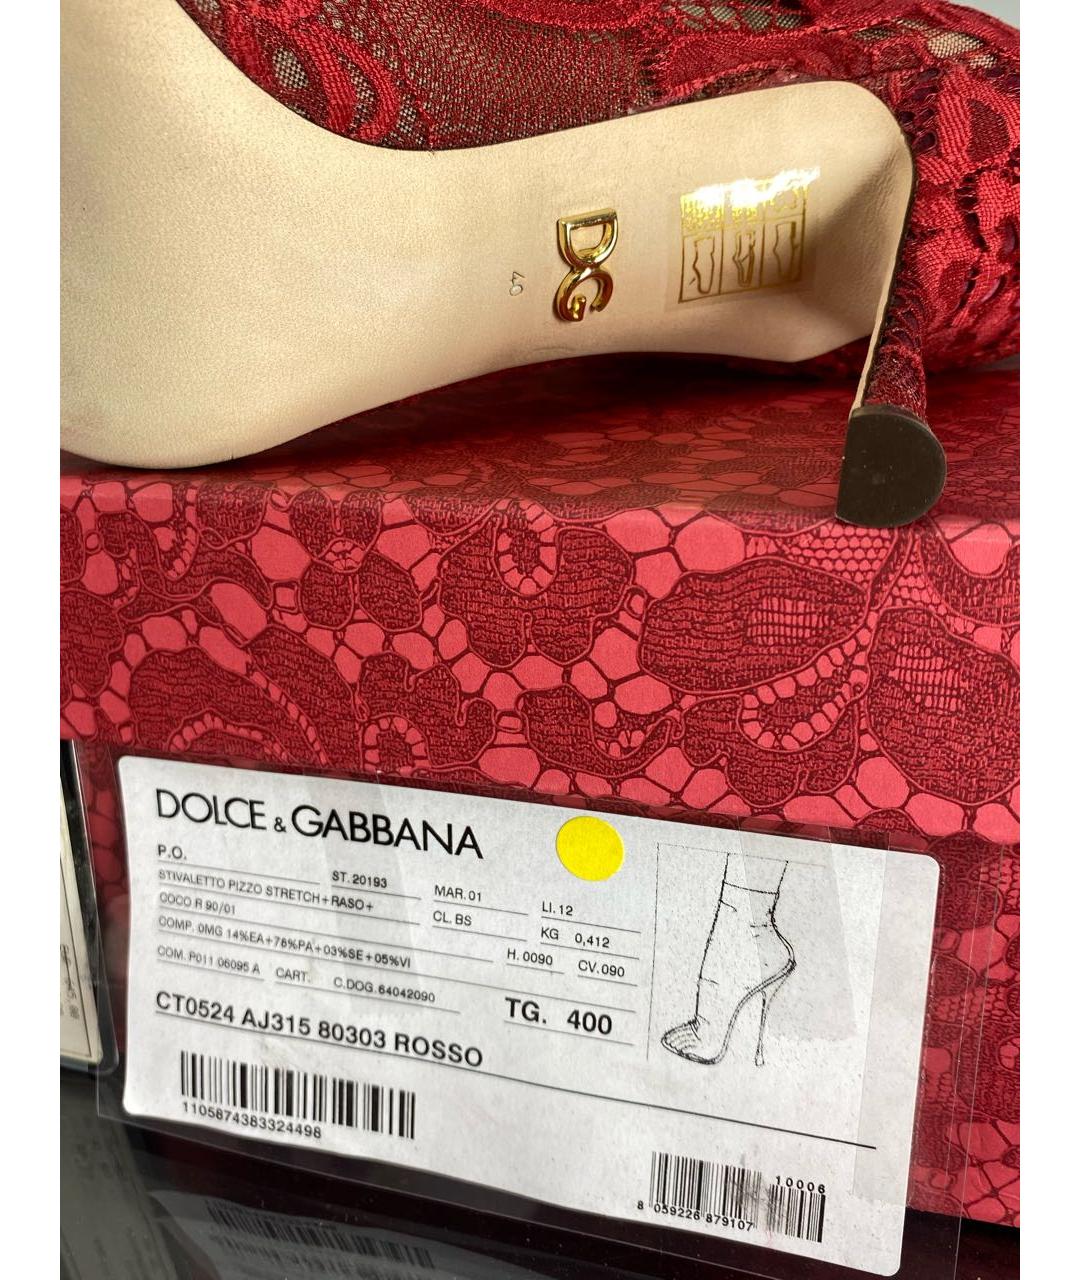 40
DG
DOLCE & GABBANA
P.O. ST. 20193 MAR. 01 LI. 12
STIVALETTO PIZZO STRETCH+RASO+ CL. BS KG 0,412
COCO R 90/01 H. 0090 CV. 090
COMP. 0MG 14%EA+78%PA+03%SE+05%VI
COM. P011 06095 A CART. C.DOG. 64042090 TG. 400
CT0524 AJ315 80303 ROSSO
1105874383324498
10006
8 059226 879107